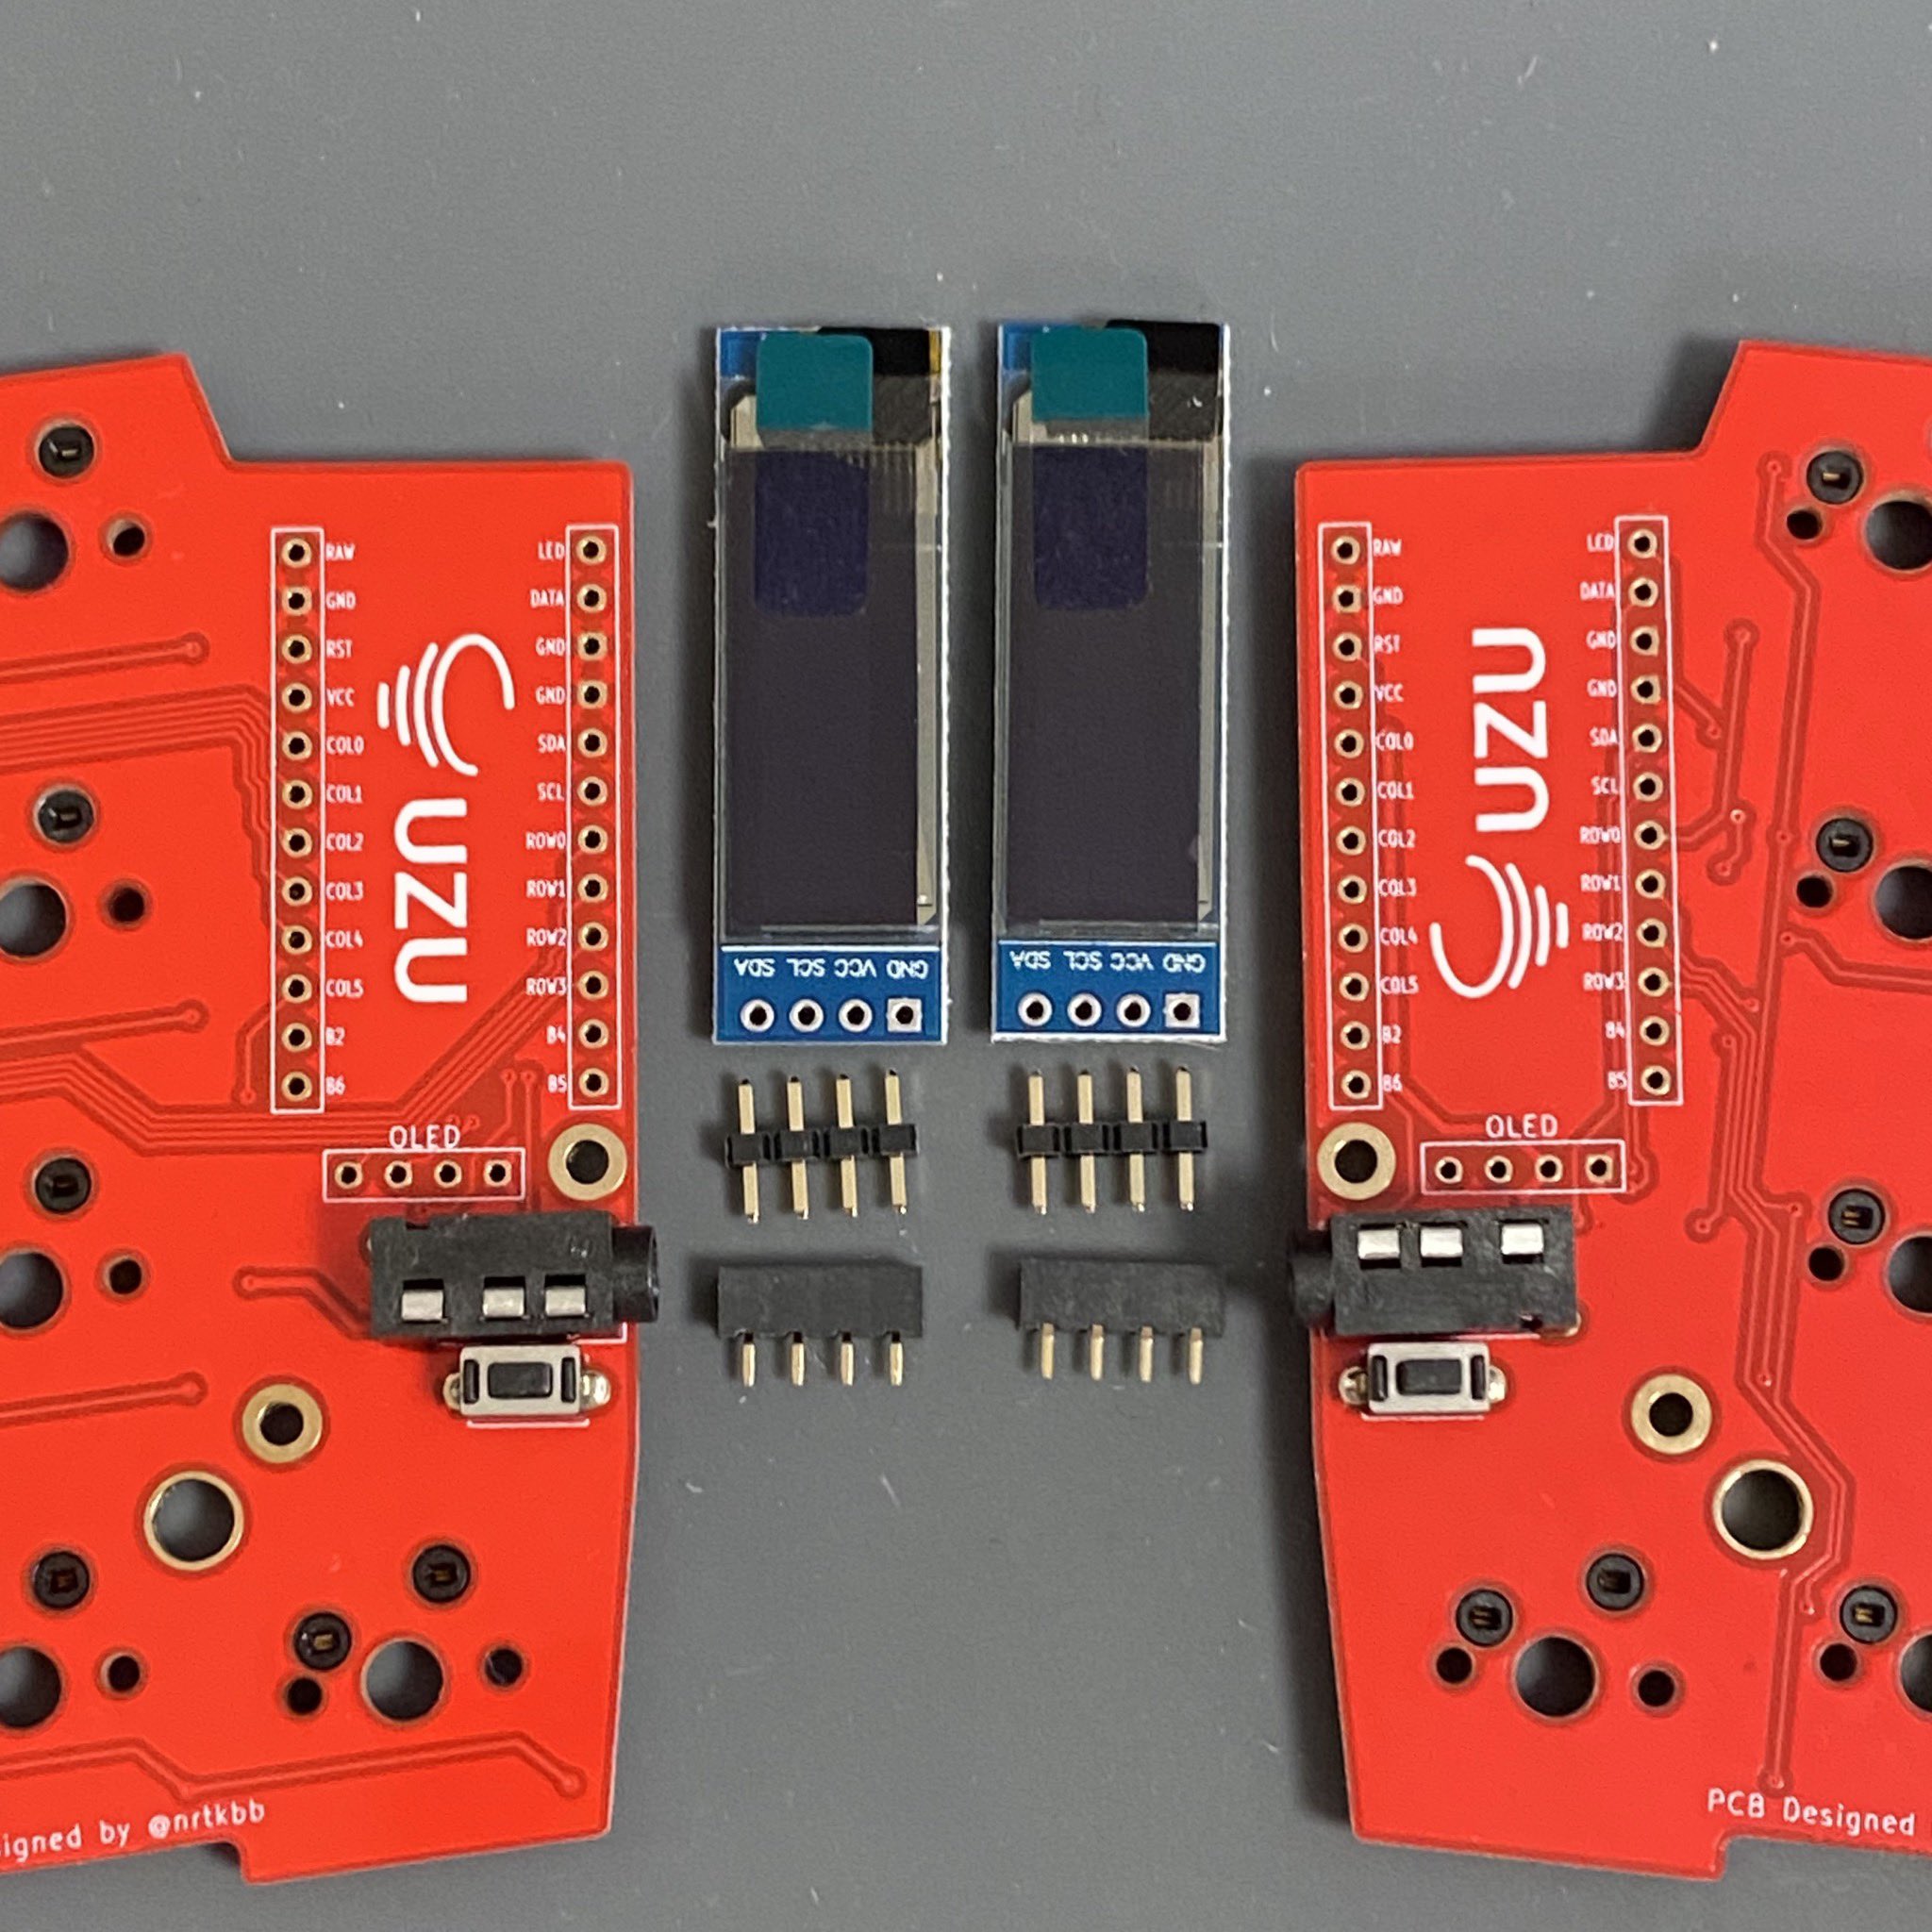 RAW
GND
RST
VCC
COL0
COL1
COL2
COL3
COL4
COL5
B2
B6
UZU
LED
DATA
GND
GND
SDA
SCL
ROW0
ROW1
ROW2
ROW3
B4
B5
OLED
igned by @nrtkbb
GND VCC SCL SDA
GND VCC SCL SDA
RAW
GND
RST
VCC
COL0
COL1
COL2
COL3
COL4
COL5
B2
B6
UZU
LED
DATA
GND
GND
SDA
SCL
ROW0
ROW1
ROW2
ROW3
B4
B5
OLED
PCB Designed